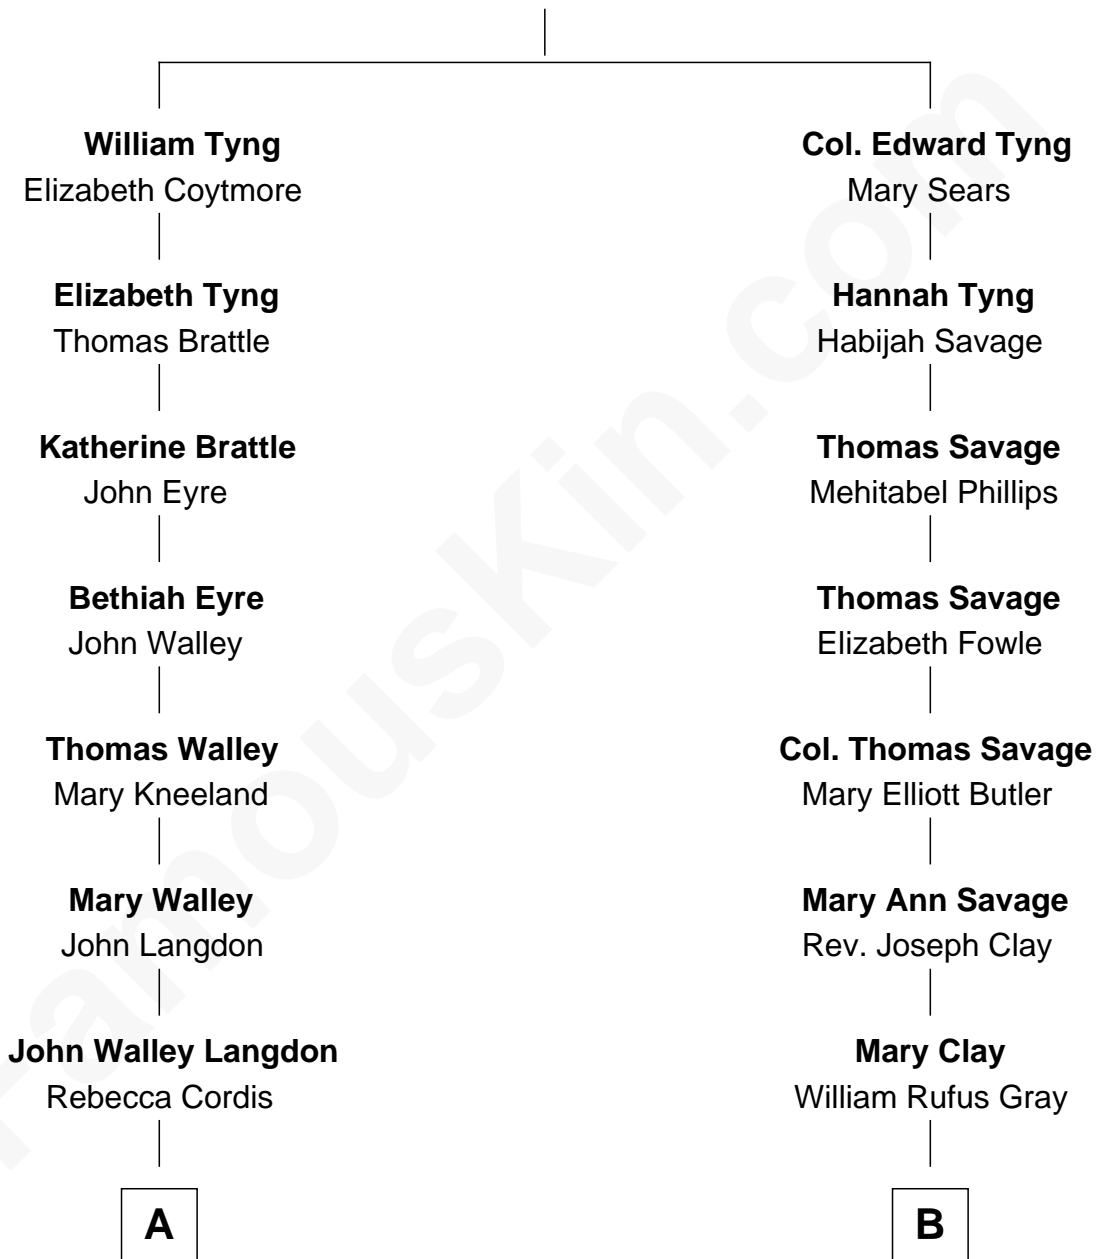 William Tyng
Elizabeth Coytmore
Elizabeth Tyng
Thomas Brattle
Katherine Brattle
John Eyre
Bethiah Eyre
John Walley
Thomas Walley
Mary Kneeland
Mary Walley
John Langdon
John Walley Langdon
Rebecca Cordis
A
Col. Edward Tyng
Mary Sears
Hannah Tyng
Habijah Savage
Thomas Savage
Mehitabel Phillips
Thomas Savage
Elizabeth Fowle
Col. Thomas Savage
Mary Elliott Butler
Mary Ann Savage
Rev. Joseph Clay
Mary Clay
William Rufus Gray
B
FamousKin.com